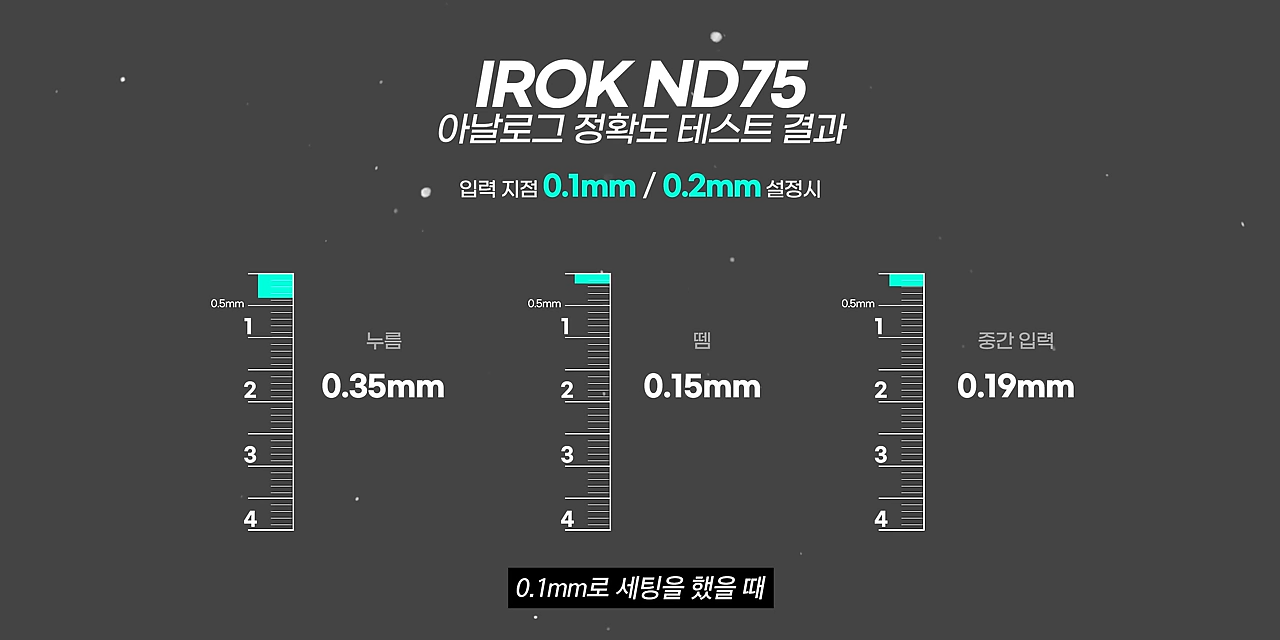 IROK ND75
아날로그 정확도 테스트 결과
입력 지점 0.1mm / 0.2mm 설정시
0.5mm
1
2
3
4
누름
0.35mm
0.5mm
1
2
3
4
뗌
0.15mm
0.5mm
1
2
3
4
중간 입력
0.19mm
0.1mm로 세팅을 했을 때